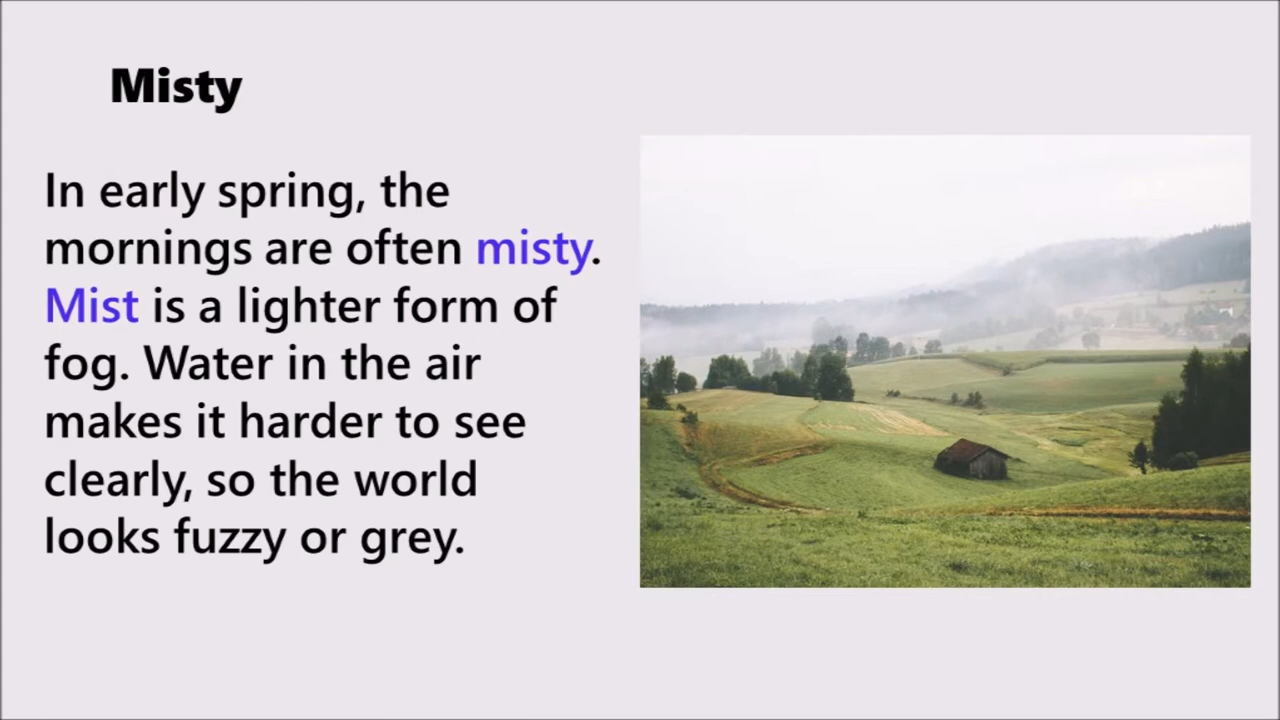 Misty
In early spring, the
mornings are often misty.
Mist is a lighter form of
fog. Water in the air
makes it harder to see
clearly, so the world
looks fuzzy or grey.